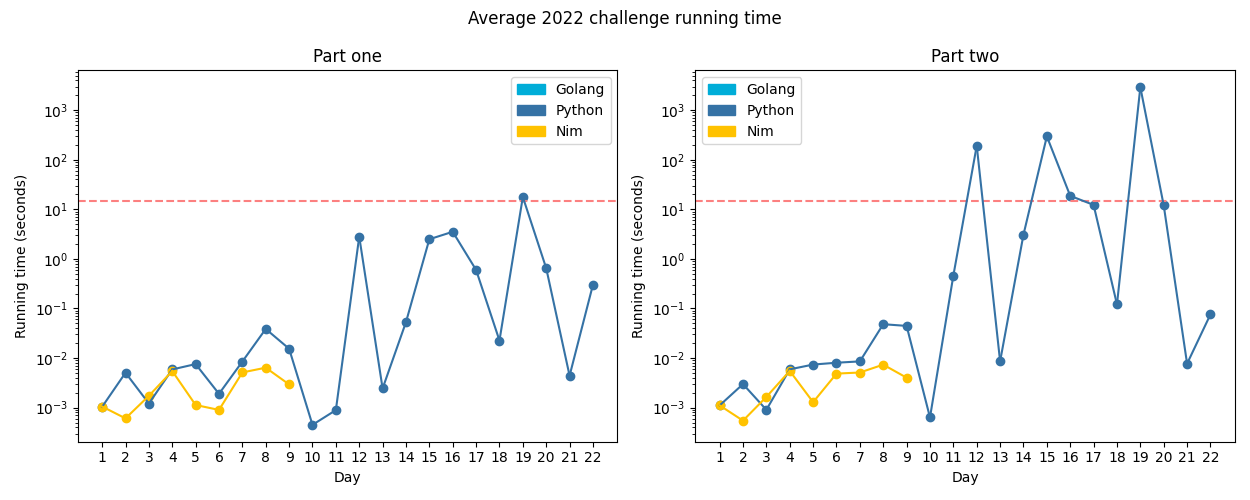 Average 2022 challenge running time
Part one
Golang
Python
Nim
10³
10²
10¹
10⁰
10⁻¹
10⁻²
10⁻³
Running time (seconds)
1 2 3 4 5 6 7 8 9 10 11 12 13 14 15 16 17 18 19 20 21 22
Day
Part two
Golang
Python
Nim
10³
10²
10¹
10⁰
10⁻¹
10⁻²
10⁻³
Running time (seconds)
1 2 3 4 5 6 7 8 9 10 11 12 13 14 15 16 17 18 19 20 21 22
Day